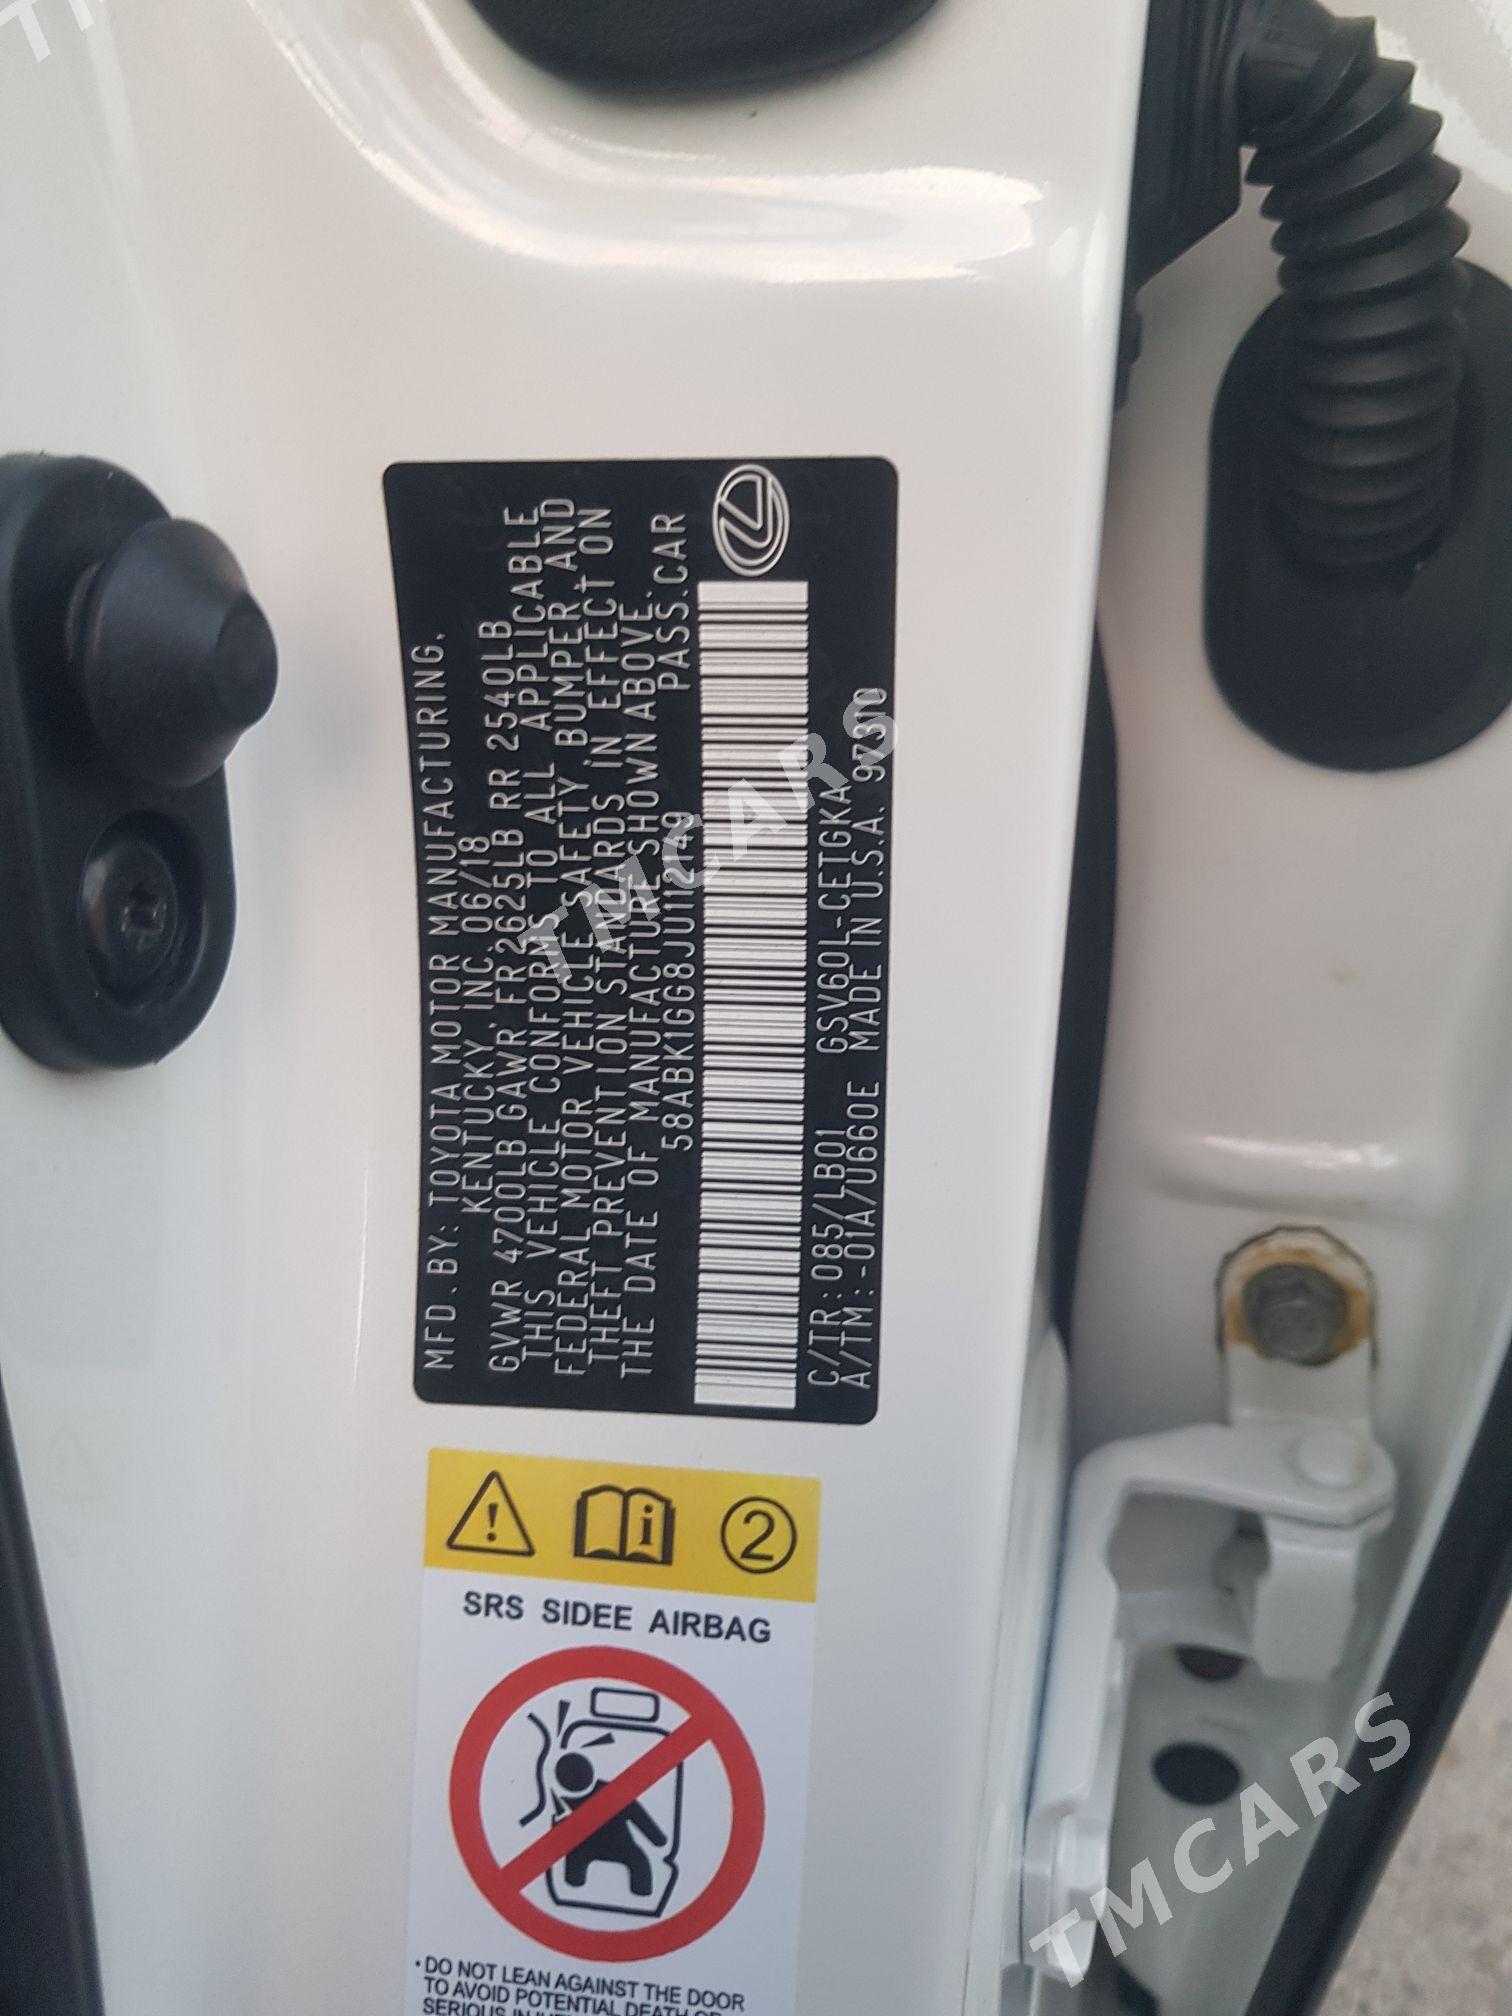 MFD. BY: TOYOTA MOTOR MANUFACTURING,
KENTUCKY, INC. 06/18
GVWR 4700LB GAWR FR 2625LB RR 2540LB
THIS VEHICLE CONFORMS TO ALL APPLICABLE
FEDERAL MOTOR VEHICLE SAFETY, BUMPER, AND
THEFT PREVENTION STANDARDS IN EFFECT ON
THE DATE OF MANUFACTURE SHOWN ABOVE.
58ABK1GG8JU112149 PASS.CAR
C/TR: 085/LB01 GSV60L-CETGKA
A/TM:-01A/U660E MADE IN U.S.A. 97310
2
SRS SIDEE AIRBAG
• DO NOT LEAN AGAINST THE DOOR
TO AVOID POTENTIAL DEATH OR
SERIOUS
TMCARS
TMCARS